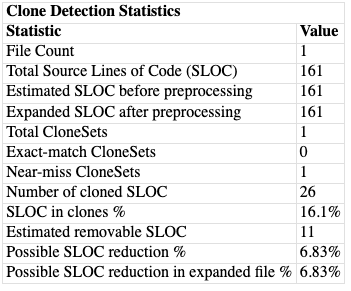 Clone Detection Statistics
Statistic Value
File Count 1
Total Source Lines of Code (SLOC) 161
Estimated SLOC before preprocessing 161
Expanded SLOC after preprocessing 161
Total CloneSets 1
Exact-match CloneSets 0
Near-miss CloneSets 1
Number of cloned SLOC 26
SLOC in clones % 16.1%
Estimated removable SLOC 11
Possible SLOC reduction % 6.83%
Possible SLOC reduction in expanded file % 6.83%